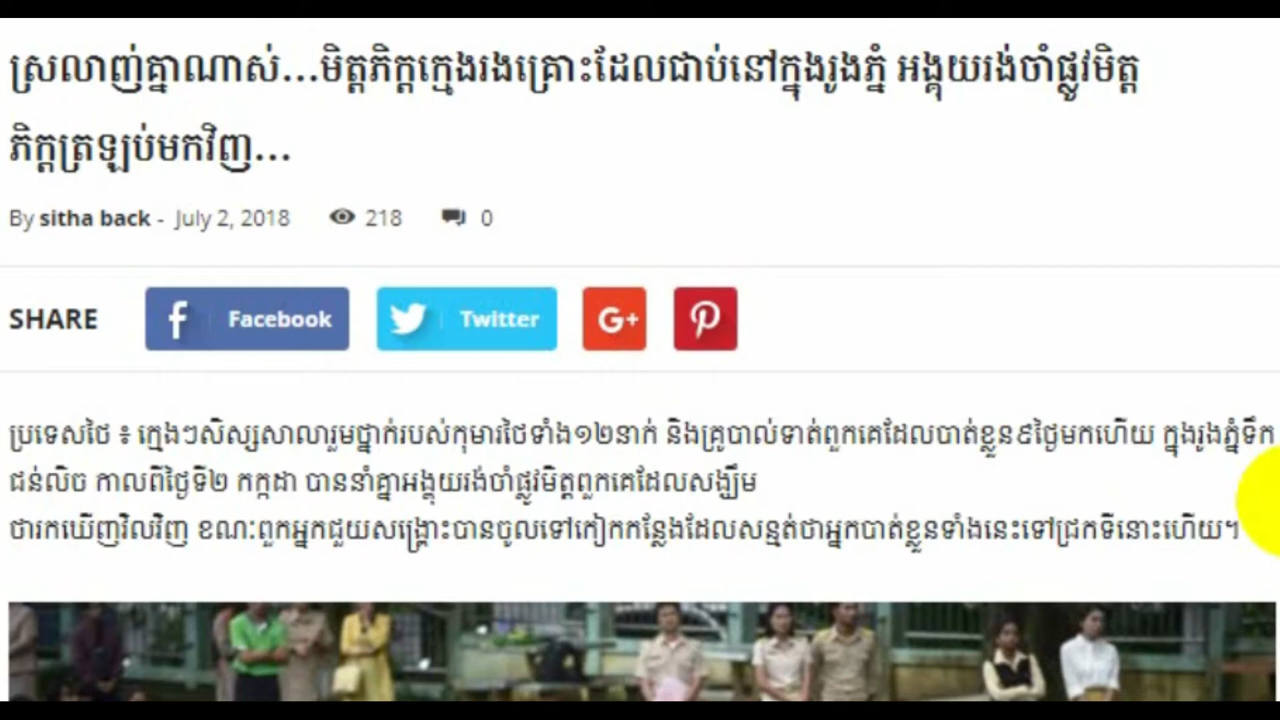 ស្រលាញ់គ្នាណាស់...មិត្តភិក្តក្មេងរងគ្រោះដែលជាប់នៅក្នុងរូងភ្នំ អង្គុយរង់ចាំផ្លូវមិត្ត
ភិក្តត្រឡប់មកវិញ...
By sitha back - July 2, 2018 218 0
SHARE Facebook Twitter G+
ប្រទេសថៃ ៖ ក្មេងៗសិស្សសាលារួមថ្នាក់របស់កុមារថៃទាំង១២នាក់ និងគ្រូបាល់ទាត់ពួកគេដែលបាត់ខ្លួន៩ថ្ងៃមកហើយ ក្នុងរូងភ្នំទឹក
ជន់លិច កាលពីថ្ងៃទី២ កក្កដា បាននាំគ្នាអង្គុយរង់ចាំផ្លូវមិត្តពួកគេដែលសង្ឃឹម
ថារកឃើញវិលវិញ ខណៈពួកអ្នកជួយសង្គ្រោះបានចូលទៅកៀកកន្លែងដែលសន្មត់ថាអ្នកបាត់ខ្លួនទាំងនេះទៅជ្រកទីនោះហើយ។